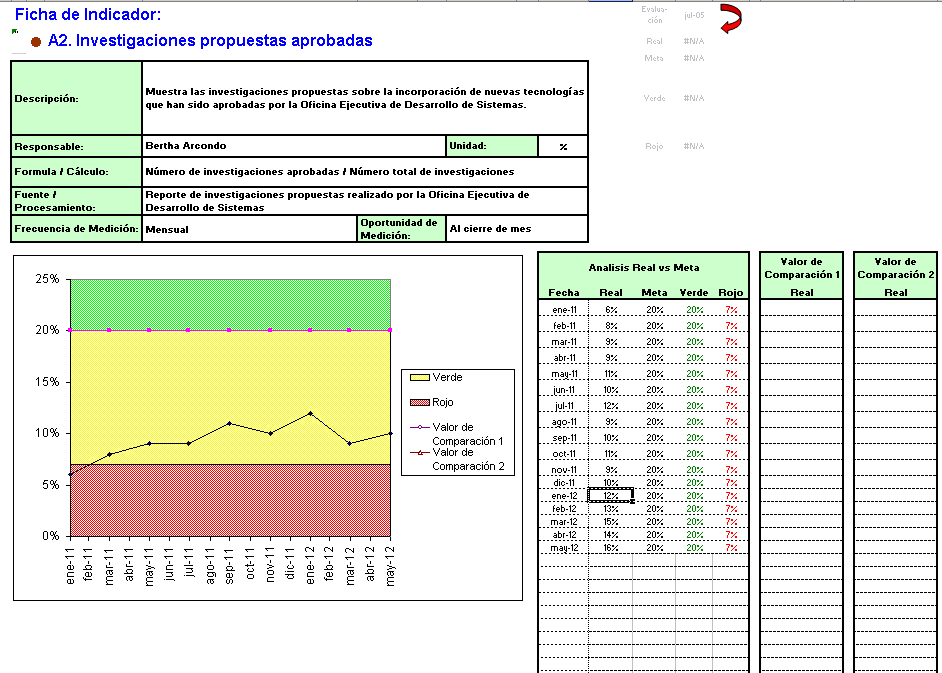 Ficha de Indicador:
A2. Investigaciones propuestas aprobadas
Evalua-
ción
jul-05
Real #N/A
Meta #N/A
Verde #N/A
Rojo #N/A
Descripción:
Muestra las investigaciones propuestas sobre la incorporación de nuevas tecnologías
que han sido aprobadas por la Oficina Ejecutiva de Desarrollo de Sistemas.
Responsable: Bertha Arcondo Unidad: %
Formula / Cálculo: Número de investigaciones aprobadas / Número total de investigaciones
Fuente /
Procesamiento:
Reporte de investigaciones propuestas realizado por la Oficina Ejecutiva de
Desarrollo de Sistemas
Frecuencia de Medición: Mensual
Oportunidad de
Medición:
Al cierre de mes
25%
20%
15%
10%
5%
0%
ene-11
feb-11
mar-11
abr-11
may-11
jun-11
jul-11
ago-11
sep-11
oct-11
nov-11
dic-11
ene-12
feb-12
mar-12
abr-12
may-12
Verde
Rojo
Valor de
Comparación 1
Valor de
Comparación 2
Analisis Real vs Meta
Fecha Real Meta Verde Rojo
ene-11 6% 20% 20% 7%
feb-11 8% 20% 20% 7%
mar-11 9% 20% 20% 7%
abr-11 9% 20% 20% 7%
may-11 11% 20% 20% 7%
jun-11 10% 20% 20% 7%
jul-11 12% 20% 20% 7%
ago-11 9% 20% 20% 7%
sep-11 10% 20% 20% 7%
oct-11 11% 20% 20% 7%
nov-11 9% 20% 20% 7%
dic-11 10% 20% 20% 7%
ene-12 12% 20% 20% 7%
feb-12 13% 20% 20% 7%
mar-12 15% 20% 20% 7%
abr-12 14% 20% 20% 7%
may-12 16% 20% 20% 7%
Valor de
Comparación 1
Real
Valor de
Comparación 2
Real